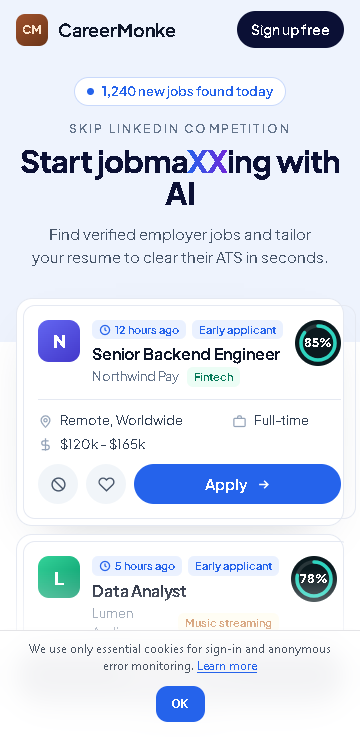 CM CareerMonke Sign up free
1,240 new jobs found today
SKIP LINKEDIN COMPETITION
Start jobmaXXing with
AI
Find verified employer jobs and tailor
your resume to clear their ATS in seconds.
N
12 hours ago Early applicant
85%
Senior Backend Engineer
Northwind Pay Fintech
Remote, Worldwide Full-time
$120k - $165k
Apply →
L
5 hours ago Early applicant
78%
Data Analyst
Lumen
Music streaming
We use only essential cookies for sign-in and anonymous
error monitoring. Learn more
OK